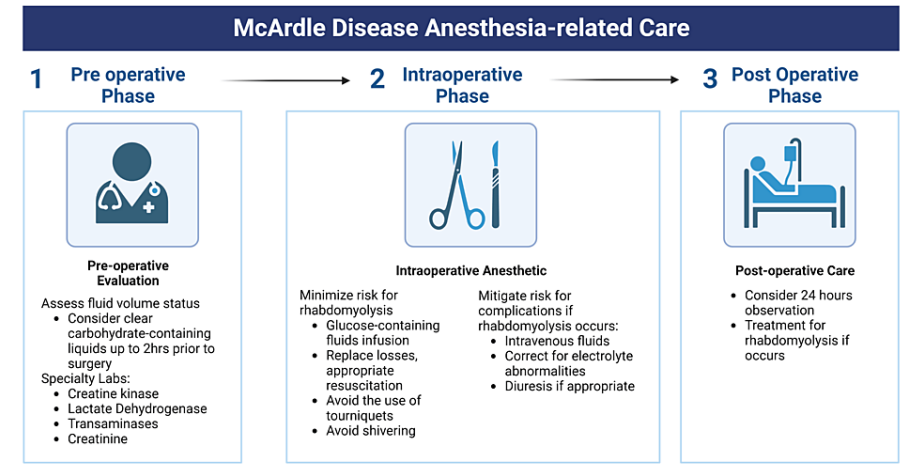 McArdle Disease Anesthesia-related Care
1 Pre operative
Phase
2 Intraoperative
Phase
3 Post Operative
Phase
Pre-operative
Evaluation
Assess fluid volume status
• Consider clear
carbohydrate-containing
liquids up to 2hrs prior to
surgery
Specialty Labs:
• Creatine kinase
• Lactate Dehydrogenase
• Transaminases
• Creatinine
Intraoperative Anesthetic
Minimize risk for
rhabdomyolysis
• Glucose-containing
fluids infusion
• Replace losses,
appropriate
resuscitation
• Avoid the use of
tourniquets
• Avoid shivering
Mitigate risk for
complications if
rhabdomyolysis occurs:
• Intravenous fluids
• Correct for electrolyte
abnormalities
• Diuresis if appropriate
Post-operative Care
• Consider 24 hours
observation
• Treatment for
rhabdomyolysis if
occurs